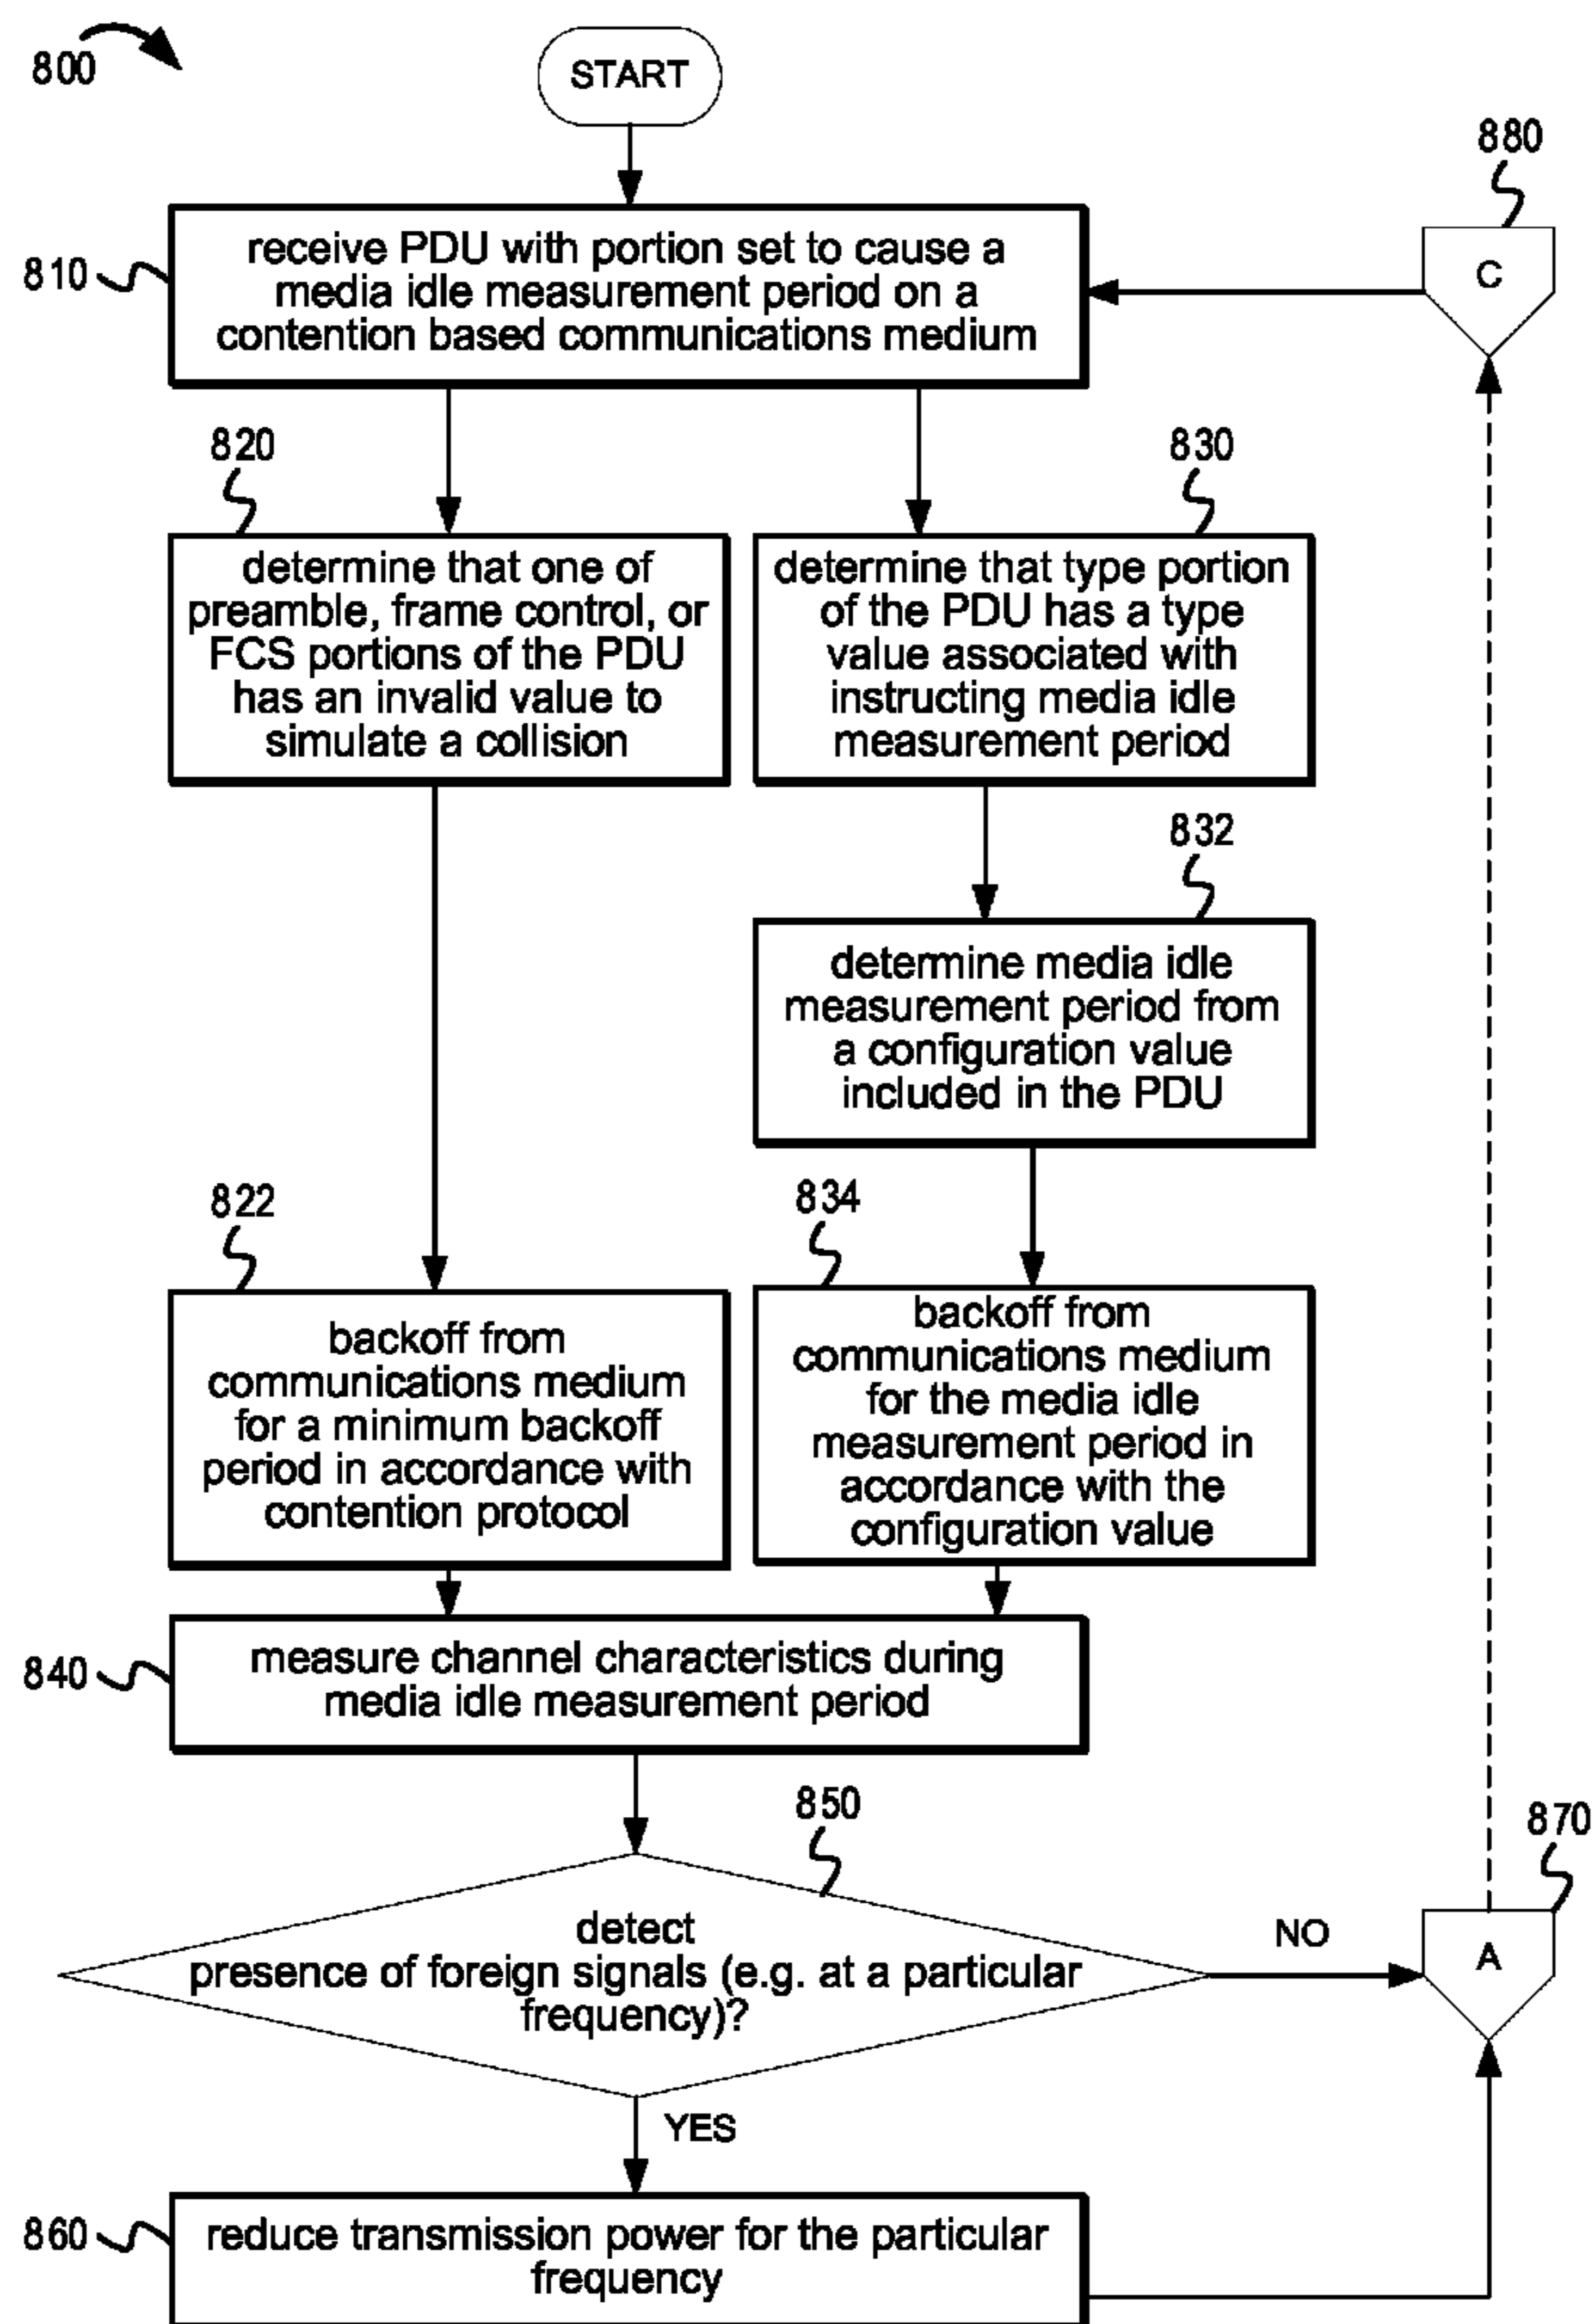 800
START
880
C
810
receive PDU with portion set to cause a
media idle measurement period on a
contention based communications medium
820
determine that one of
preamble, frame control, or
FCS portions of the PDU
has an invalid value to
simulate a collision
830
determine that type portion
of the PDU has a type
value associated with
instructing media idle
measurement period
832
determine media idle
measurement period from
a configuration value
included in the PDU
822
backoff from
communications medium
for a minimum backoff
period in accordance with
contention protocol
834
backoff from
communications medium
for the media idle
measurement period in
accordance with the
configuration value
840
measure channel characteristics during
media idle measurement period
850
detect
presence of foreign signals (e.g. at a particular
frequency)?
NO
870
A
YES
860
reduce transmission power for the particular
frequency